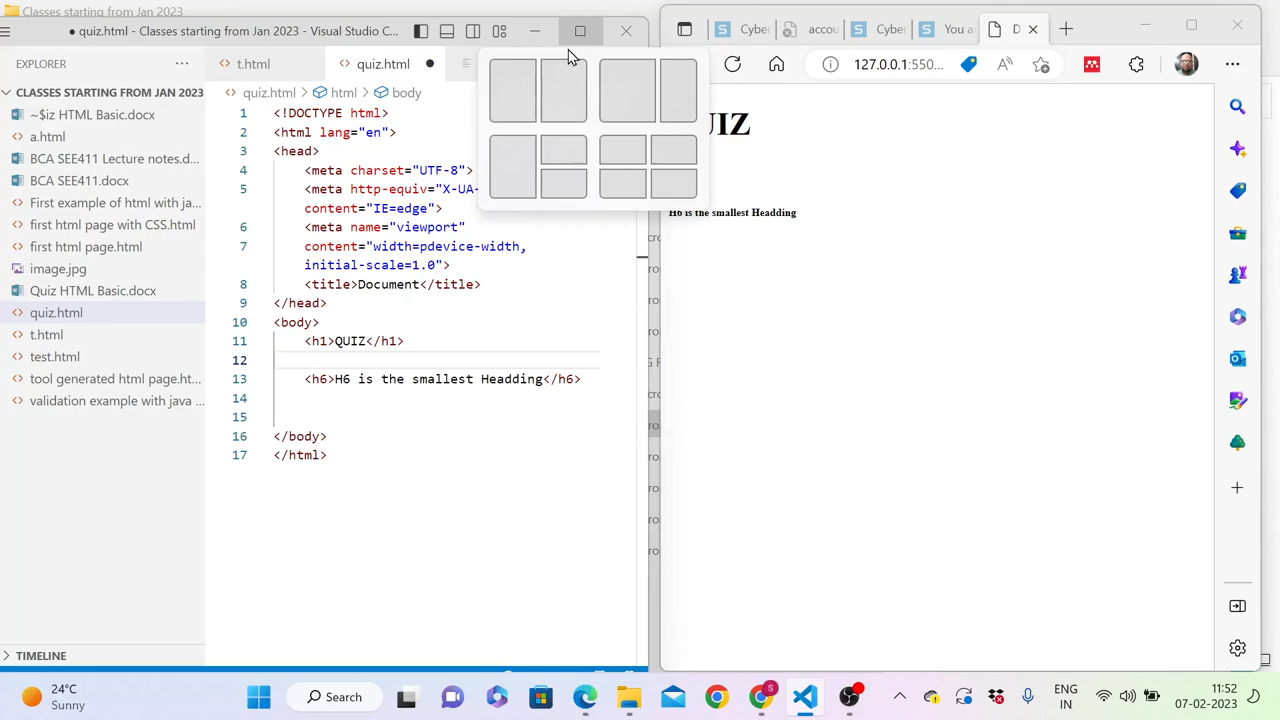 Classes starting from Jan 2023
● quiz.html - Classes starting from Jan 2023 - Visual Studio C...
Cyber
accou
Cyber
You a
D
EXPLORER
t.html
quiz.html
127.0.0.1:550...
CLASSES STARTING FROM JAN 2023
quiz.html > html > body
~$iz HTML Basic.docx
a.html
BCA SEE411 Lecture notes.d...
BCA SEE411.docx
First example of html with ja...
first html page with CSS.html
first html page.html
image.jpg
Quiz HTML Basic.docx
quiz.html
t.html
test.html
tool generated html page.ht...
validation example with java ...
TIMELINE
1 <!DOCTYPE html>
2 <html lang="en">
3 <head>
4 <meta charset="UTF-8">
5 <meta http-equiv="X-UA-
content="IE=edge">
6 <meta name="viewport"
7 content="width=pdevice-width,
initial-scale=1.0">
8 <title>Document</title>
9 </head>
10 <body>
11 <h1>QUIZ</h1>
12
13 <h6>H6 is the smallest Headding</h6>
14
15
16 </body>
17 </html>
UIZ
H6 is the smallest Headding
24°C
Sunny
Search
S
ENG
IN
11:52
07-02-2023